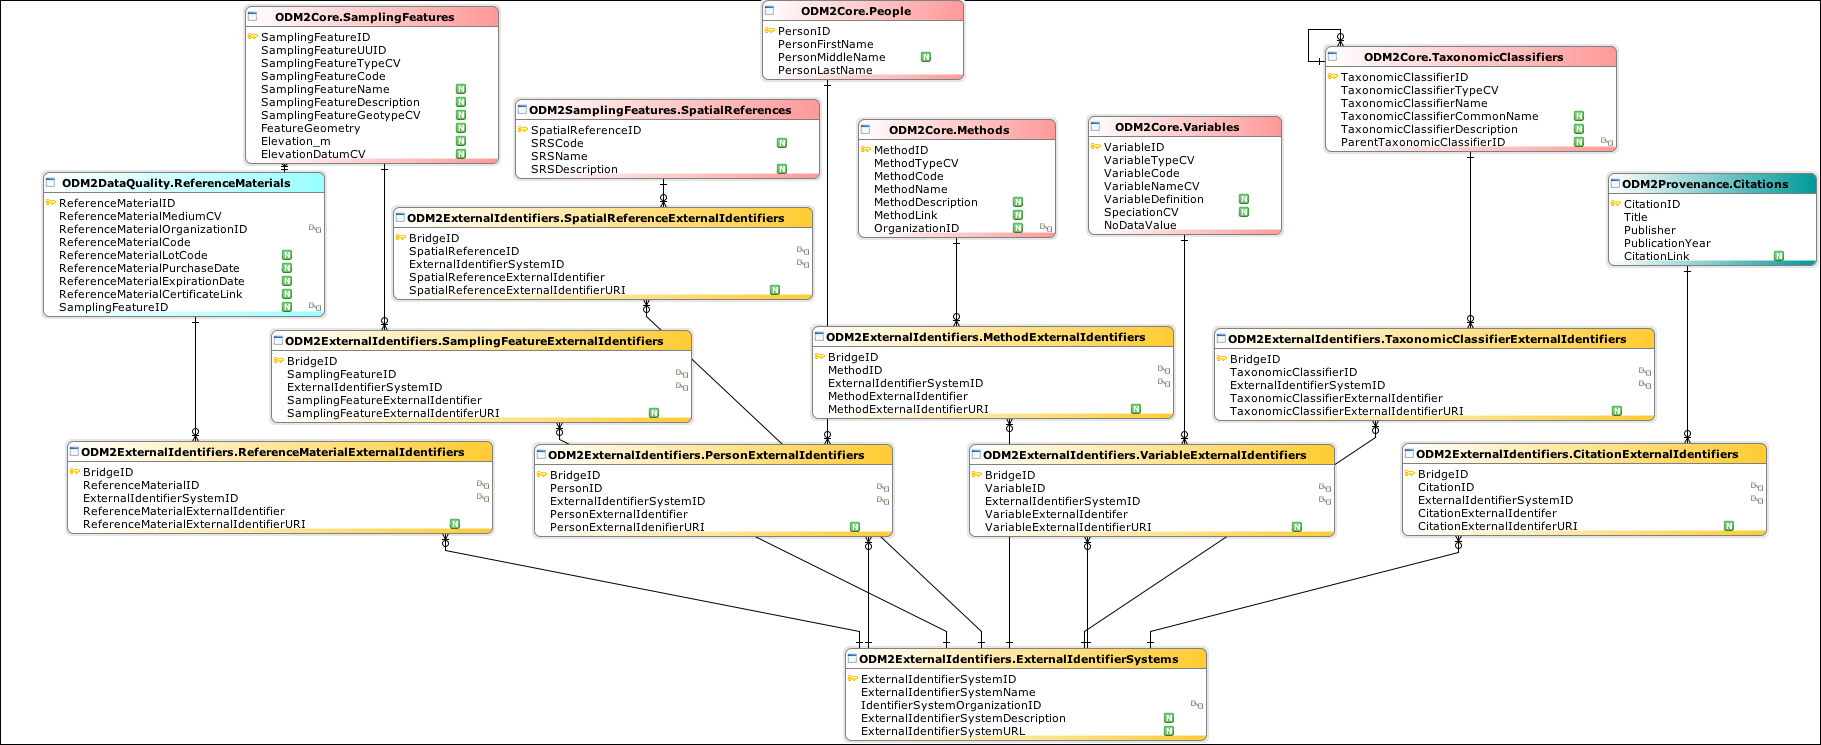 ODM2Core.SamplingFeatures
SamplingFeatureID
SamplingFeatureUUID
SamplingFeatureTypeCV
SamplingFeatureCode
SamplingFeatureName N
SamplingFeatureDescription N
SamplingFeatureGeotypeCV N
FeatureGeometry N
Elevation_m N
ElevationDatumCV N
ODM2Core.People
PersonID
PersonFirstName
PersonMiddleName N
PersonLastName
ODM2Core.TaxonomicClassifiers
TaxonomicClassifierID
TaxonomicClassifierTypeCV
TaxonomicClassifierName
TaxonomicClassifierCommonName N
TaxonomicClassifierDescription N
ParentTaxonomicClassifierID N
ODM2SamplingFeatures.SpatialReferences
SpatialReferenceID
SRSCode N
SRSName
SRSDescription N
ODM2Core.Methods
MethodID
MethodTypeCV
MethodCode
MethodName
MethodDescription N
MethodLink N
OrganizationID N
ODM2Core.Variables
VariableID
VariableTypeCV
VariableCode
VariableNameCV
VariableDefinition N
SpeciationCV N
NoDataValue
ODM2DataQuality.ReferenceMaterials
ReferenceMaterialID
ReferenceMaterialMediumCV
ReferenceMaterialOrganizationID
ReferenceMaterialCode
ReferenceMaterialLotCode N
ReferenceMaterialPurchaseDate N
ReferenceMaterialExpirationDate N
ReferenceMaterialCertificateLink N
SamplingFeatureID N
ODM2Provenance.Citations
CitationID
Title
Publisher
PublicationYear
CitationLink N
ODM2ExternalIdentifiers.SpatialReferenceExternalIdentifiers
BridgeID
SpatialReferenceID
ExternalIdentifierSystemID
SpatialReferenceExternalIdentifier
SpatialReferenceExternalIdentifierURI N
ODM2ExternalIdentifiers.SamplingFeatureExternalIdentifiers
BridgeID
SamplingFeatureID
ExternalIdentifierSystemID
SamplingFeatureExternalIdentifier
SamplingFeatureExternalIdentiferURI N
ODM2ExternalIdentifiers.MethodExternalIdentifiers
BridgeID
MethodID
ExternalIdentifierSystemID
MethodExternalIdentifier
MethodExternalIdentifierURI N
ODM2ExternalIdentifiers.TaxonomicClassifierExternalIdentifiers
BridgeID
TaxonomicClassifierID
ExternalIdentifierSystemID
TaxonomicClassifierExternalIdentifier
TaxonomicClassifierExternalIdentifierURI N
ODM2ExternalIdentifiers.ReferenceMaterialExternalIdentifiers
BridgeID
ReferenceMaterialID
ExternalIdentifierSystemID
ReferenceMaterialExternalIdentifier
ReferenceMaterialExternalIdentifierURI N
ODM2ExternalIdentifiers.PersonExternalIdentifiers
BridgeID
PersonID
ExternalIdentifierSystemID
PersonExternalIdentifier
PersonExternalIdenifierURI N
ODM2ExternalIdentifiers.VariableExternalIdentifiers
BridgeID
VariableID
ExternalIdentifierSystemID
VariableExternalIdentifer
VariableExternalIdentifierURI N
ODM2ExternalIdentifiers.CitationExternalIdentifiers
BridgeID
CitationID
ExternalIdentifierSystemID
CitationExternalIdentifer
CitationExternalIdentiferURI N
ODM2ExternalIdentifiers.ExternalIdentifierSystems
ExternalIdentifierSystemID
ExternalIdentifierSystemName
IdentifierSystemOrganizationID
ExternalIdentifierSystemDescription N
ExternalIdentifierSystemURL N